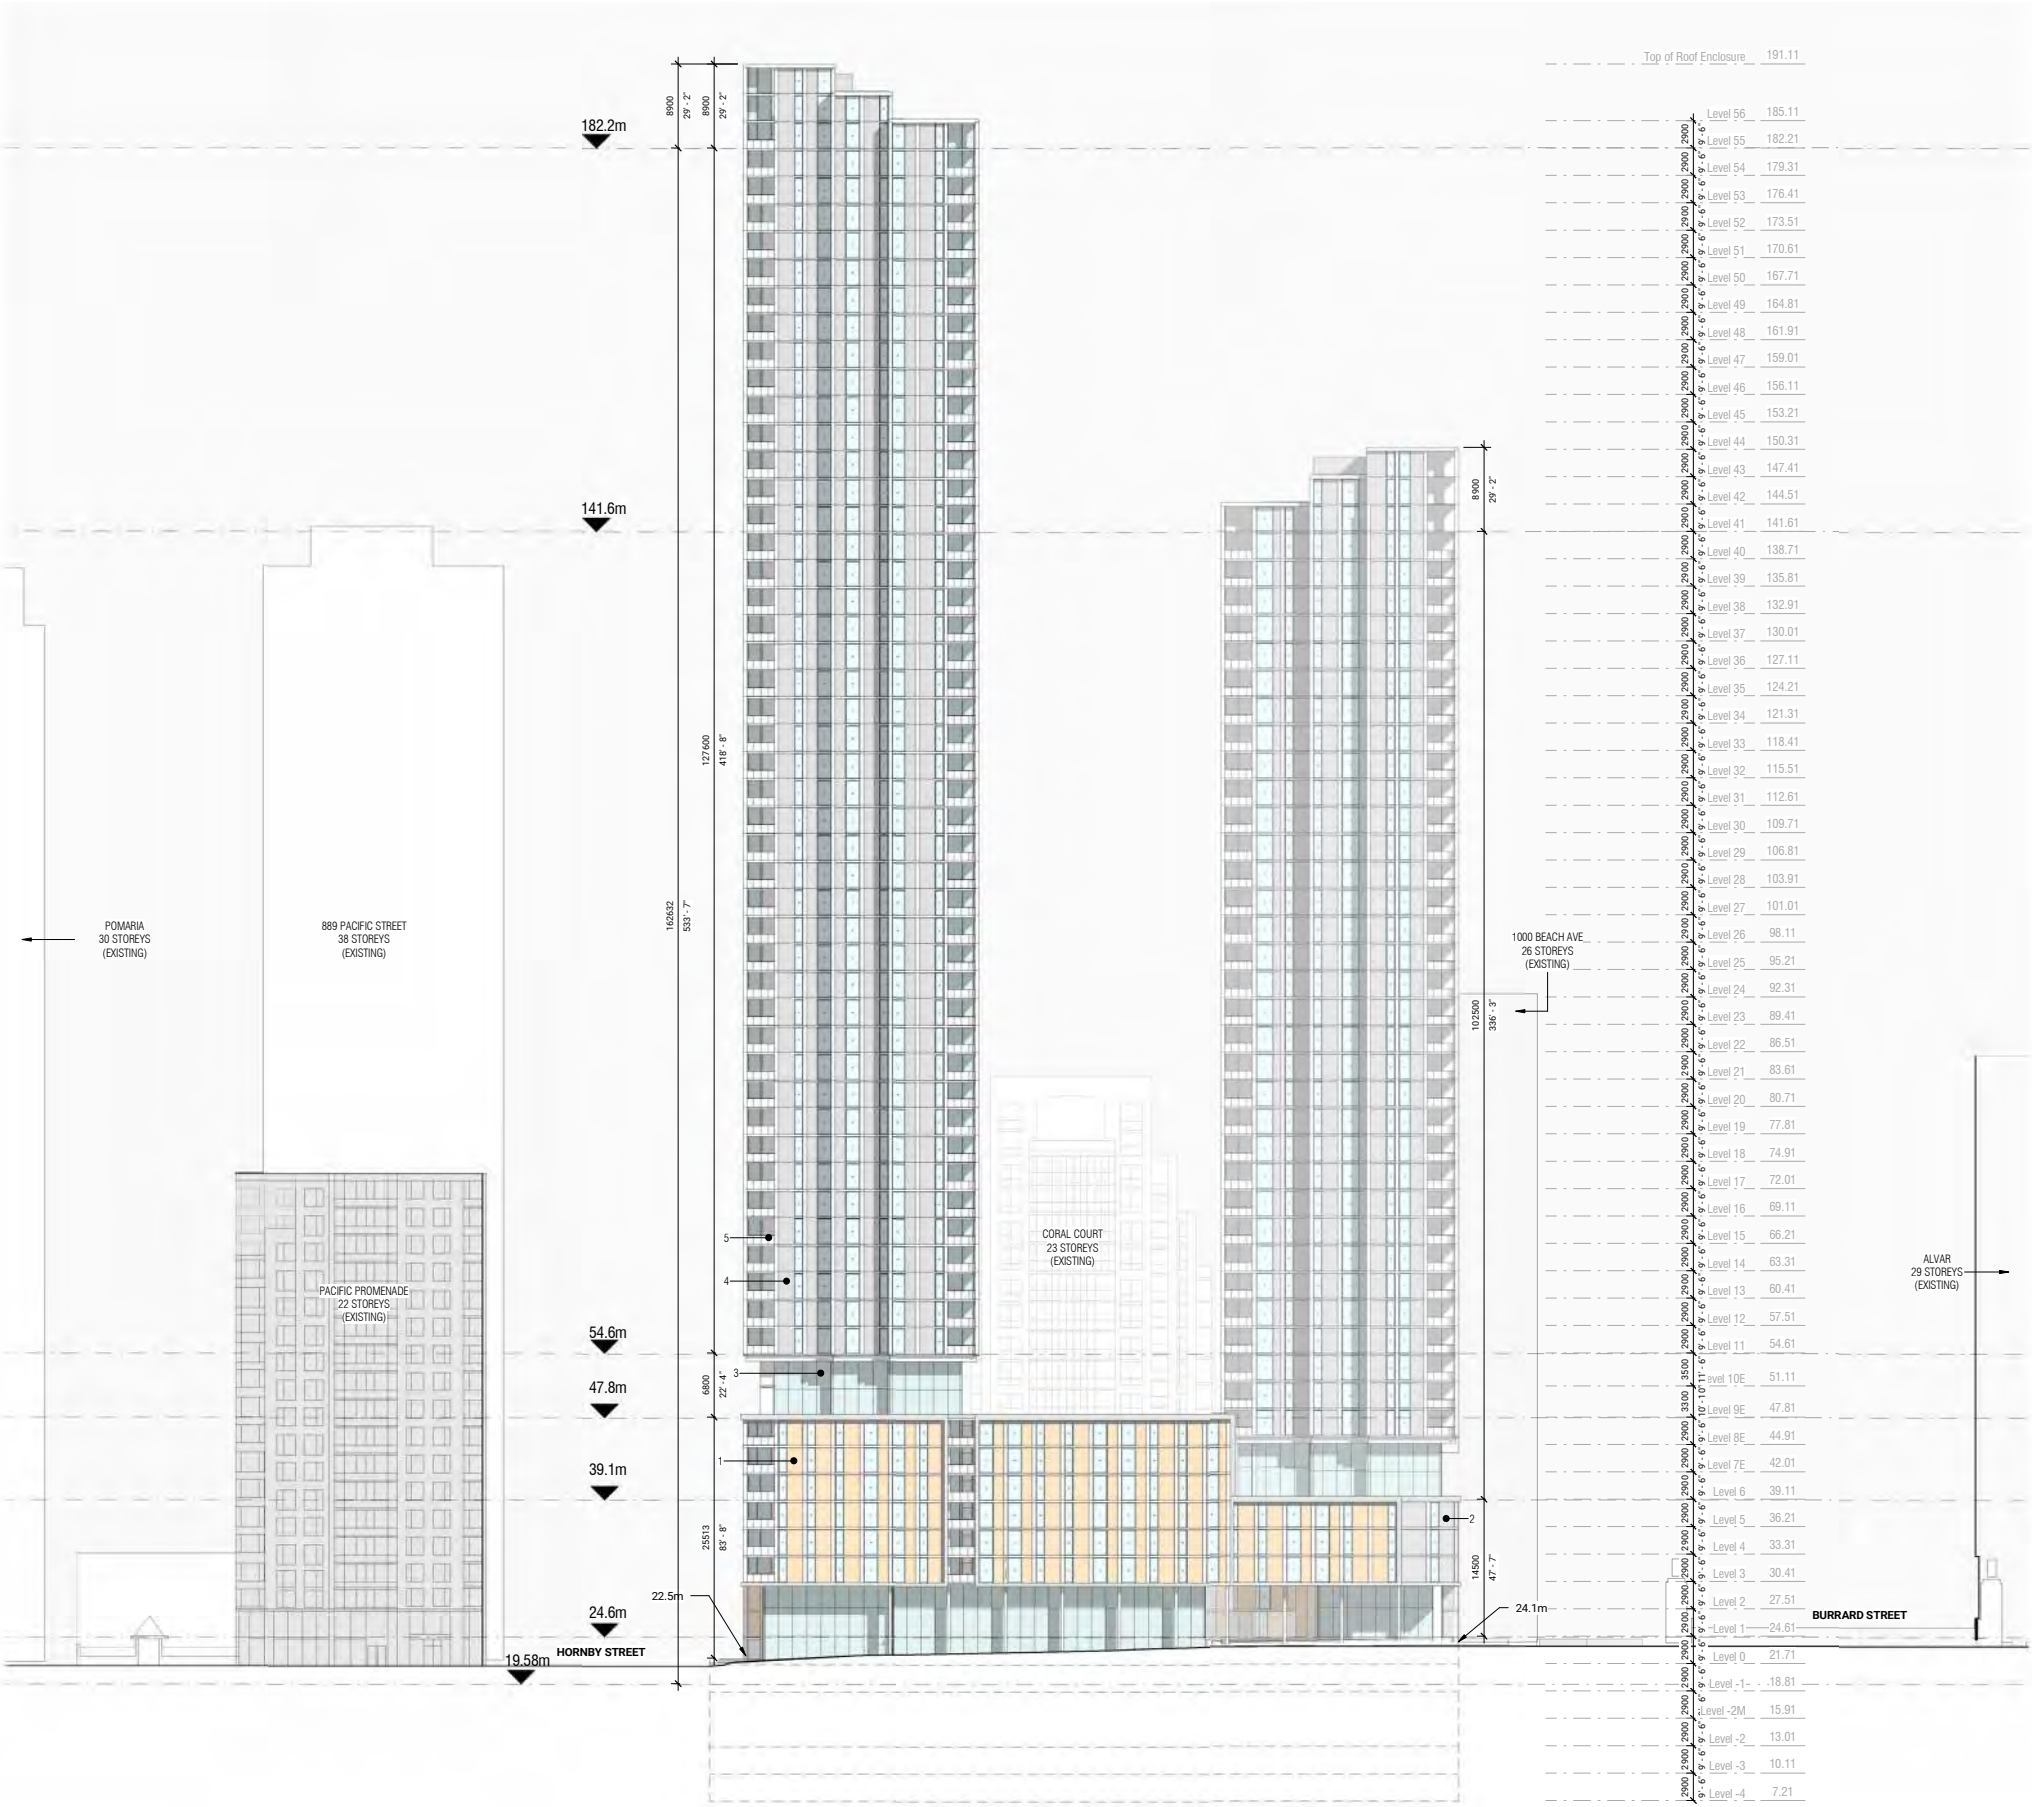 Top of Roof Enclosure 191.11
8900
29' - 2"
8900
29' - 2"
182.2m
Level 56 185.11
Level 55 182.21
Level 54 179.31
Level 53 176.41
Level 52 173.51
Level 51 170.61
Level 50 167.71
Level 49 164.81
Level 48 161.91
Level 47 159.01
Level 46 156.11
Level 45 153.21
Level 44 150.31
Level 43 147.41
Level 42 144.51
Level 41 141.61
Level 40 138.71
Level 39 135.81
Level 38 132.91
Level 37 130.01
Level 36 127.11
Level 35 124.21
Level 34 121.31
Level 33 118.41
Level 32 115.51
Level 31 112.61
Level 30 109.71
Level 29 106.81
Level 28 103.91
Level 27 101.01
Level 26 98.11
Level 25 95.21
Level 24 92.31
Level 23 89.41
Level 22 86.51
Level 21 83.61
Level 20 80.71
Level 19 77.81
Level 18 74.91
Level 17 72.01
Level 16 69.11
Level 15 66.21
Level 14 63.31
Level 13 60.41
Level 12 57.51
Level 11 54.61
evel 10E 51.11
Level 9E 47.81
Level 8E 44.91
Level 7E 42.01
Level 6 39.11
Level 5 36.21
Level 4 33.31
Level 3 30.41
Level 2 27.51
Level 1 24.61
Level 0 21.71
Level -1 18.81
Level -2M 15.91
Level -2 13.01
Level -3 10.11
Level -4 7.21
8900
29' - 2"
141.6m
127600
418' - 8"
162632
533' - 7"
POMARIA
30 STOREYS
(EXISTING)
889 PACIFIC STREET
38 STOREYS
(EXISTING)
1000 BEACH AVE
26 STOREYS
(EXISTING)
102500
336' - 3"
CORAL COURT
23 STOREYS
(EXISTING)
ALVAR
29 STOREYS
(EXISTING)
PACIFIC PROMENADE
22 STOREYS
(EXISTING)
5
4
54.6m
3
6800
22' - 4"
47.8m
1
39.1m
2
25513
83' - 8"
14500
47' - 7"
22.5m
24.1m
24.6m
BURRARD STREET
HORNBY STREET
19.58m